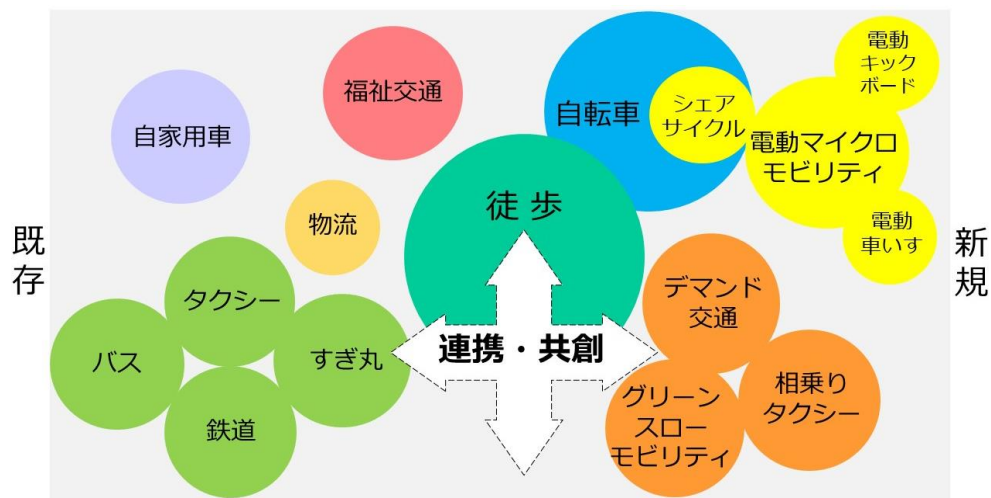 既
存
自家用車
福祉交通
物流
タクシー
バス
すぎ丸
鉄道
徒 歩
連携・共創
自転車
シェア
サイクル
電動
キック
ボード
電動マイクロ
モビリティ
電動
車いす
デマンド
交通
グリーン
スロー
モビリティ
相乗り
タクシー
新
規